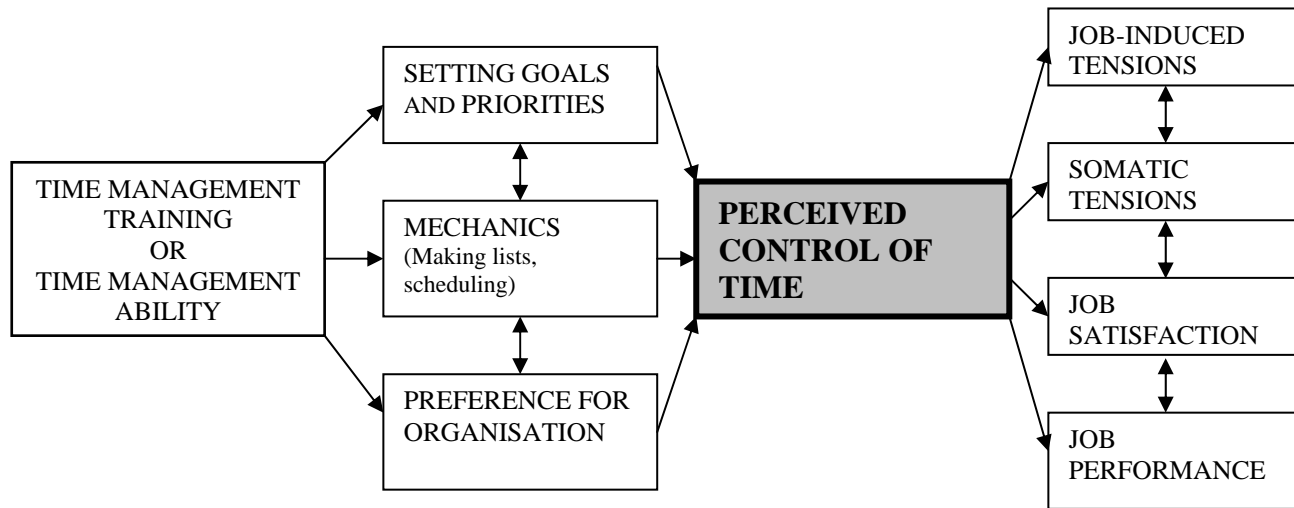 TIME MANAGEMENT
TRAINING
OR
TIME MANAGEMENT
ABILITY
SETTING GOALS
AND PRIORITIES
MECHANICS
(Making lists,
scheduling)
PREFERENCE FOR
ORGANISATION
PERCEIVED
CONTROL OF
TIME
JOB-INDUCED
TENSIONS
SOMATIC
TENSIONS
JOB
SATISFACTION
JOB
PERFORMANCE